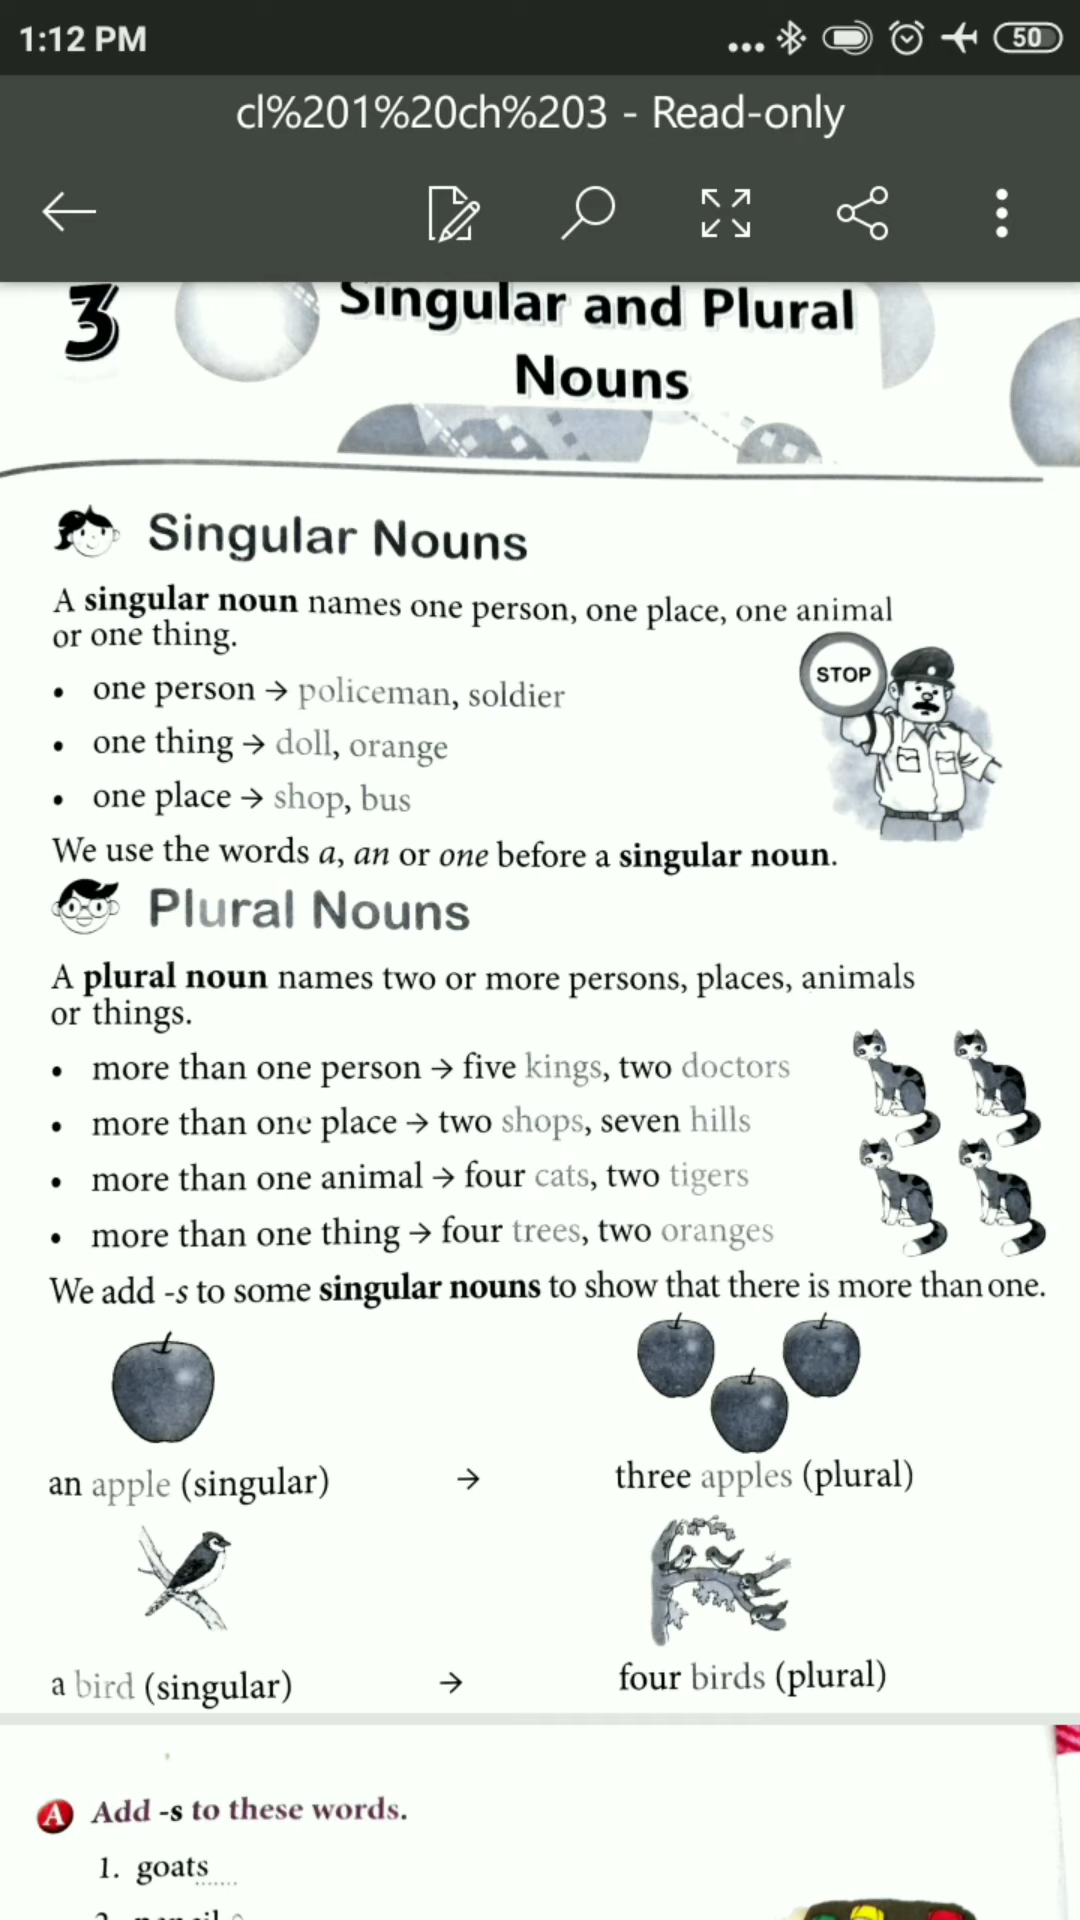 1:12 PM
50
cl%201%20ch%203 - Read-only
3
Singular and Plural
Nouns
Singular Nouns
A singular noun names one person, one place, one animal
or one thing.
• one person → policeman, soldier
• one thing → doll, orange
• one place → shop, bus
STOP
We use the words a, an or one before a singular noun.
Plural Nouns
A plural noun names two or more persons, places, animals
or things.
• more than one person → five kings, two doctors
• more than one place → two shops, seven hills
• more than one animal → four cats, two tigers
• more than one thing → four trees, two oranges
We add -s to some singular nouns to show that there is more than one.
an apple (singular) → three apples (plural)
a bird (singular) → four birds (plural)
A Add -s to these words.
1. goats